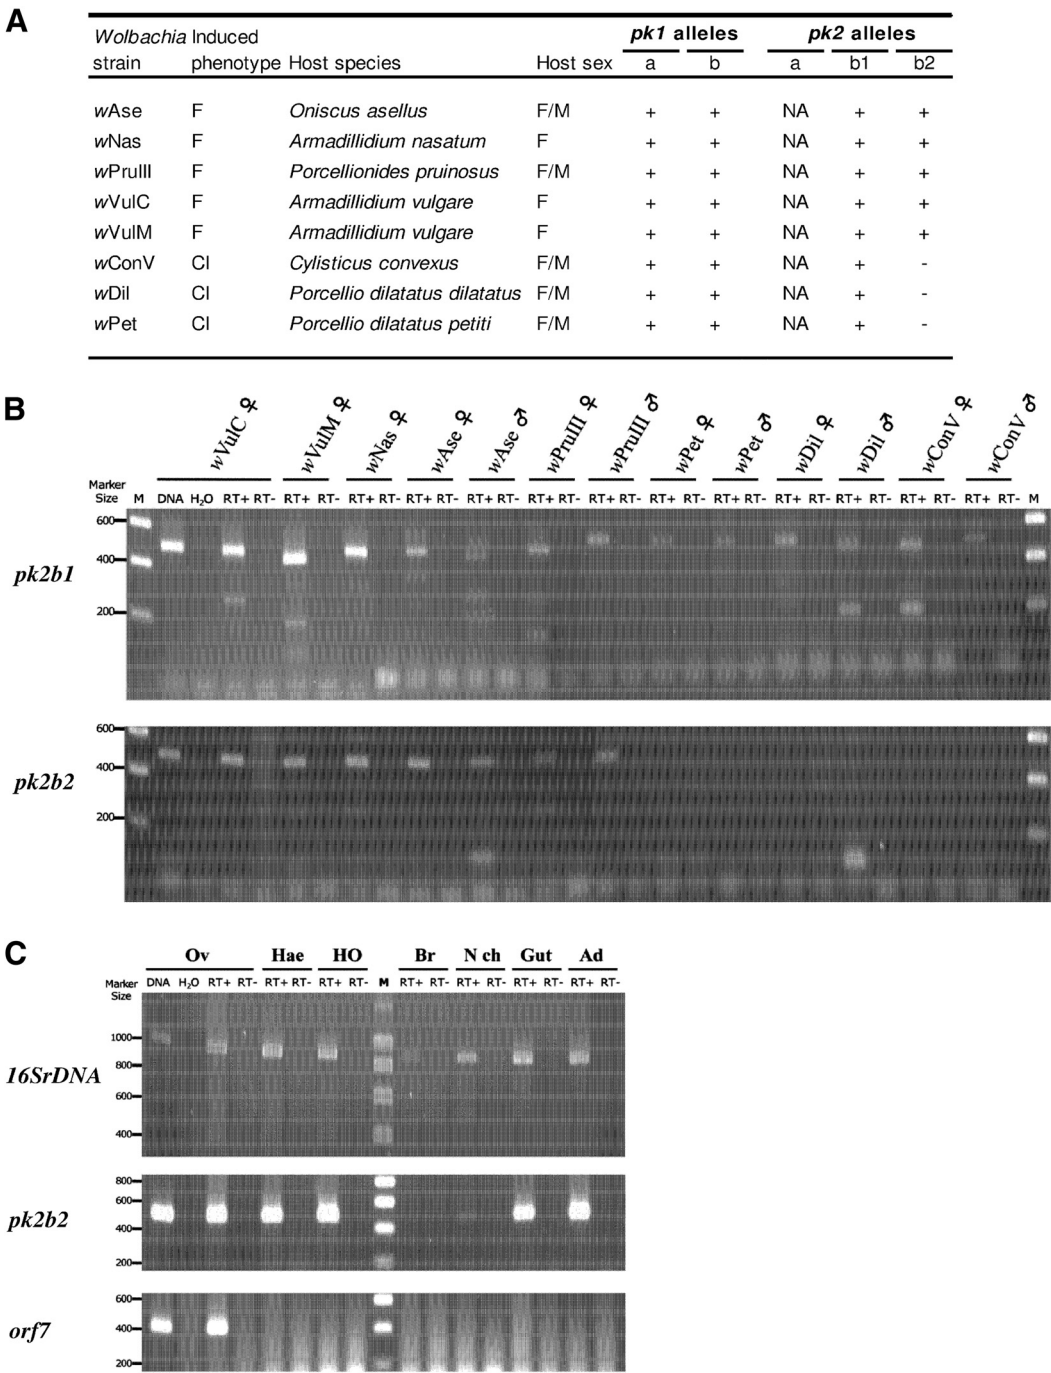 A
Wolbachia Induced pk1 alleles pk2 alleles
strain phenotype Host species Host sex a b a b1 b2
wAse F Oniscus asellus F/M + + NA + +
wNas F Armadillidium nasatum F + + NA + +
wPruIII F Porcellionides pruinosus F/M + + NA + +
wVulC F Armadillidium vulgare F + + NA + +
wVulM F Armadillidium vulgare F + + NA + +
wConV CI Cylisticus convexus F/M + + NA + -
wDil CI Porcellio dilatatus dilatatus F/M + + NA + -
wPet CI Porcellio dilatatus petiti F/M + + NA + -
B
wVulC ♀ wVulM ♀ wNas ♀ wAse ♀ wAse ♂ wPruIII ♀ wPruIII ♂ wPet ♀ wPet ♂ wDil ♀ wDil ♂ wConV ♀ wConV ♂
Marker
Size M DNA H₂O RT+ RT- RT+ RT- RT+ RT- RT+ RT- RT+ RT- RT+ RT- RT+ RT- RT+ RT- RT+ RT- RT+ RT- RT+ RT- RT+ RT- RT+ RT- M
600
400
pk2b1
200
600
400
pk2b2
200
C
Ov Hae HO Br N ch Gut Ad
Marker
Size DNA H₂O RT+ RT- RT+ RT- RT+ RT- M RT+ RT- RT+ RT- RT+ RT- RT+ RT-
1000
800
16SrDNA
600
400
800
600
pk2b2
400
200
600
400
orf7
200